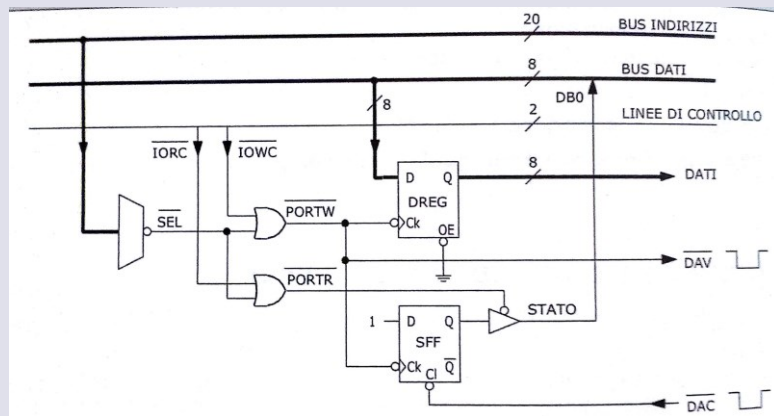 20
BUS INDIRIZZI
8
BUS DATI
8
DB0
2
LINEE DI CONTROLLO
IORC
IOWC
8
DATI
D Q
DREG
SEL
PORTW
Ck
OE
DAV
PORTR
STATO
1
D Q
SFF
Ck Q
Cl
DAC